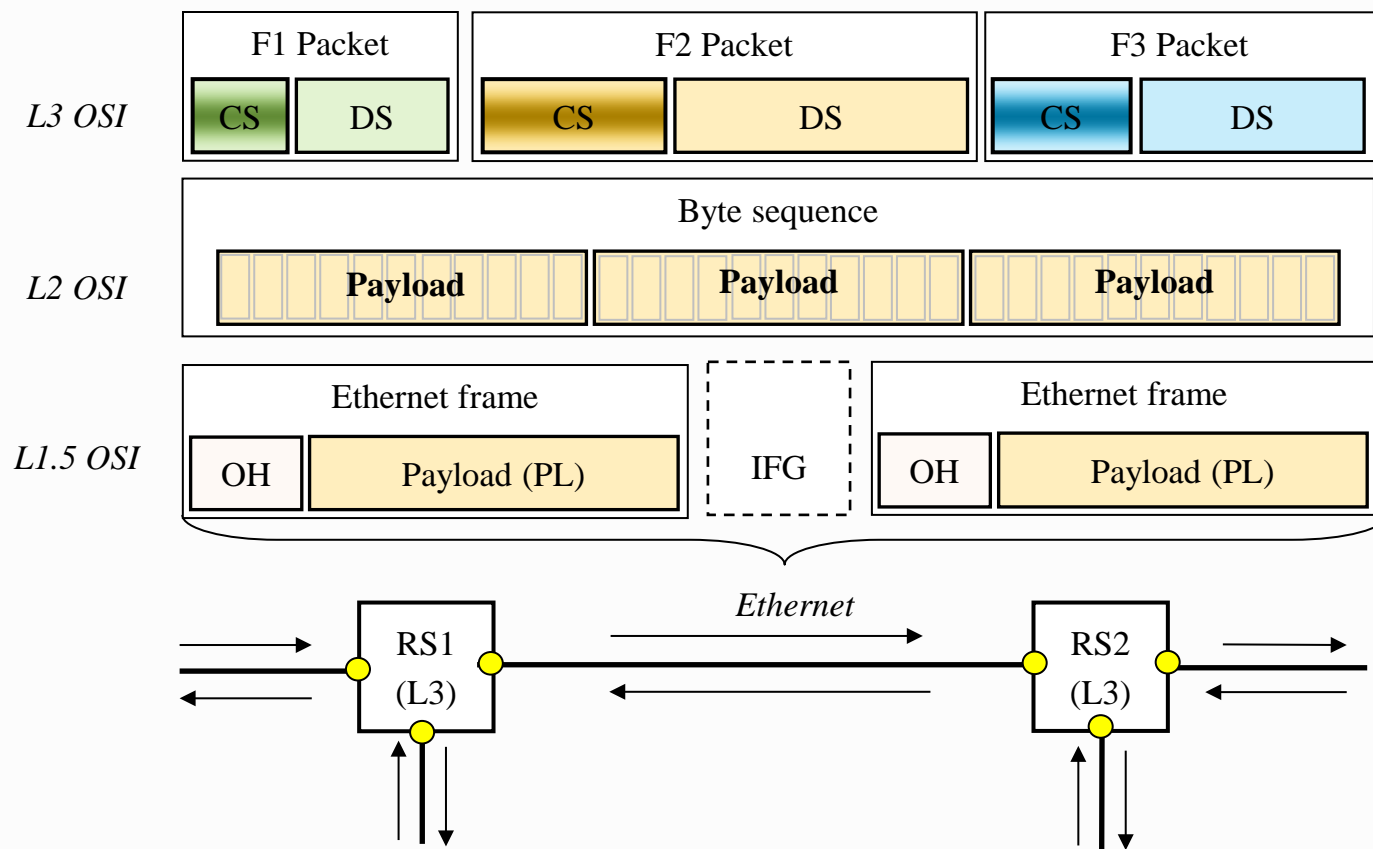 F1 Packet
F2 Packet
F3 Packet
L3 OSI
CS
DS
CS
DS
CS
DS
Byte sequence
L2 OSI
Payload
Payload
Payload
Ethernet frame
Ethernet frame
L1.5 OSI
OH
Payload (PL)
IFG
OH
Payload (PL)
Ethernet
RS1
(L3)
RS2
(L3)